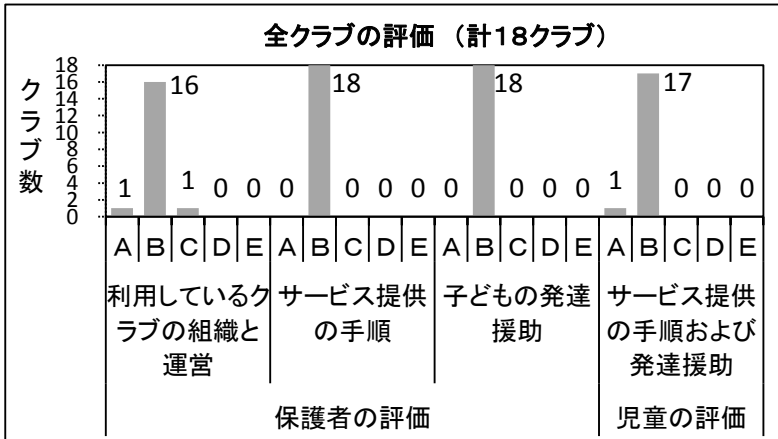 全クラブの評価 （計18クラブ）
クラブ数
18
16
14
12
10
8
6
4
2
0
1 16 1 0 0 0 18 0 0 0 0 18 0 0 0 1 17 0 0 0
A B C D E A B C D E A B C D E A B C D E
利用しているク
ラブの組織と
運営
サービス提供
の手順
子どもの発達
援助
サービス提供
の手順および
発達援助
保護者の評価
児童の評価